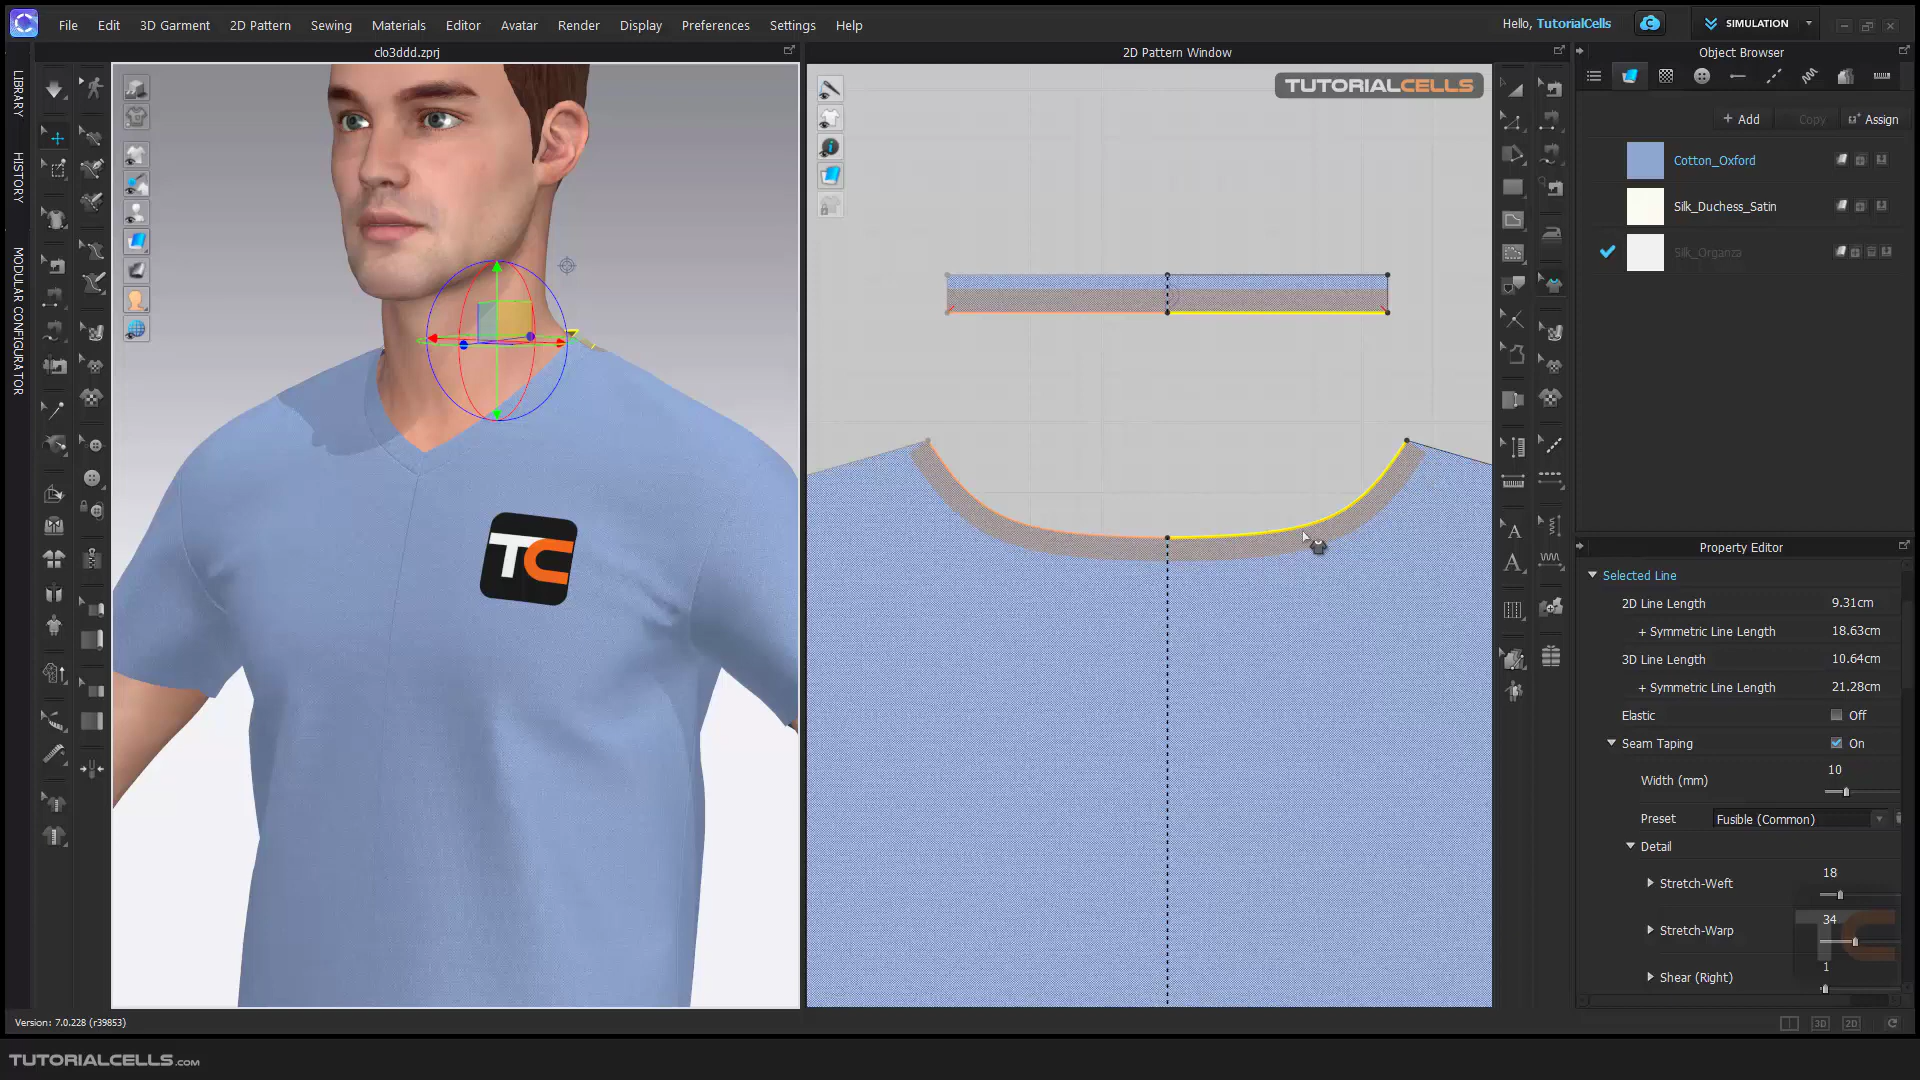 File Edit 3D Garment 2D Pattern Sewing Materials Editor Avatar Render Display Preferences Settings Help
Hello, TutorialCells
SIMULATION
clo3ddd.zprj
2D Pattern Window
Object Browser
LIBRARY
HISTORY
MODULAR CONFIGURATOR
TUTORIALCELLS
+ Add
Copy
Assign
Cotton_Oxford
Silk_Duchess_Satin
Silk_Organza
TC
Property Editor
Selected Line
2D Line Length 9.31cm
+ Symmetric Line Length 18.63cm
3D Line Length 10.64cm
+ Symmetric Line Length 21.28cm
Elastic Off
Seam Taping On
Width (mm) 10
Preset Fusible (Common)
Detail
Stretch-Weft 18
Stretch-Warp 34
Shear (Right) 1
TC
Version: 7.0.228 (r39853)
3D 2D
TUTORIALCELLS.com